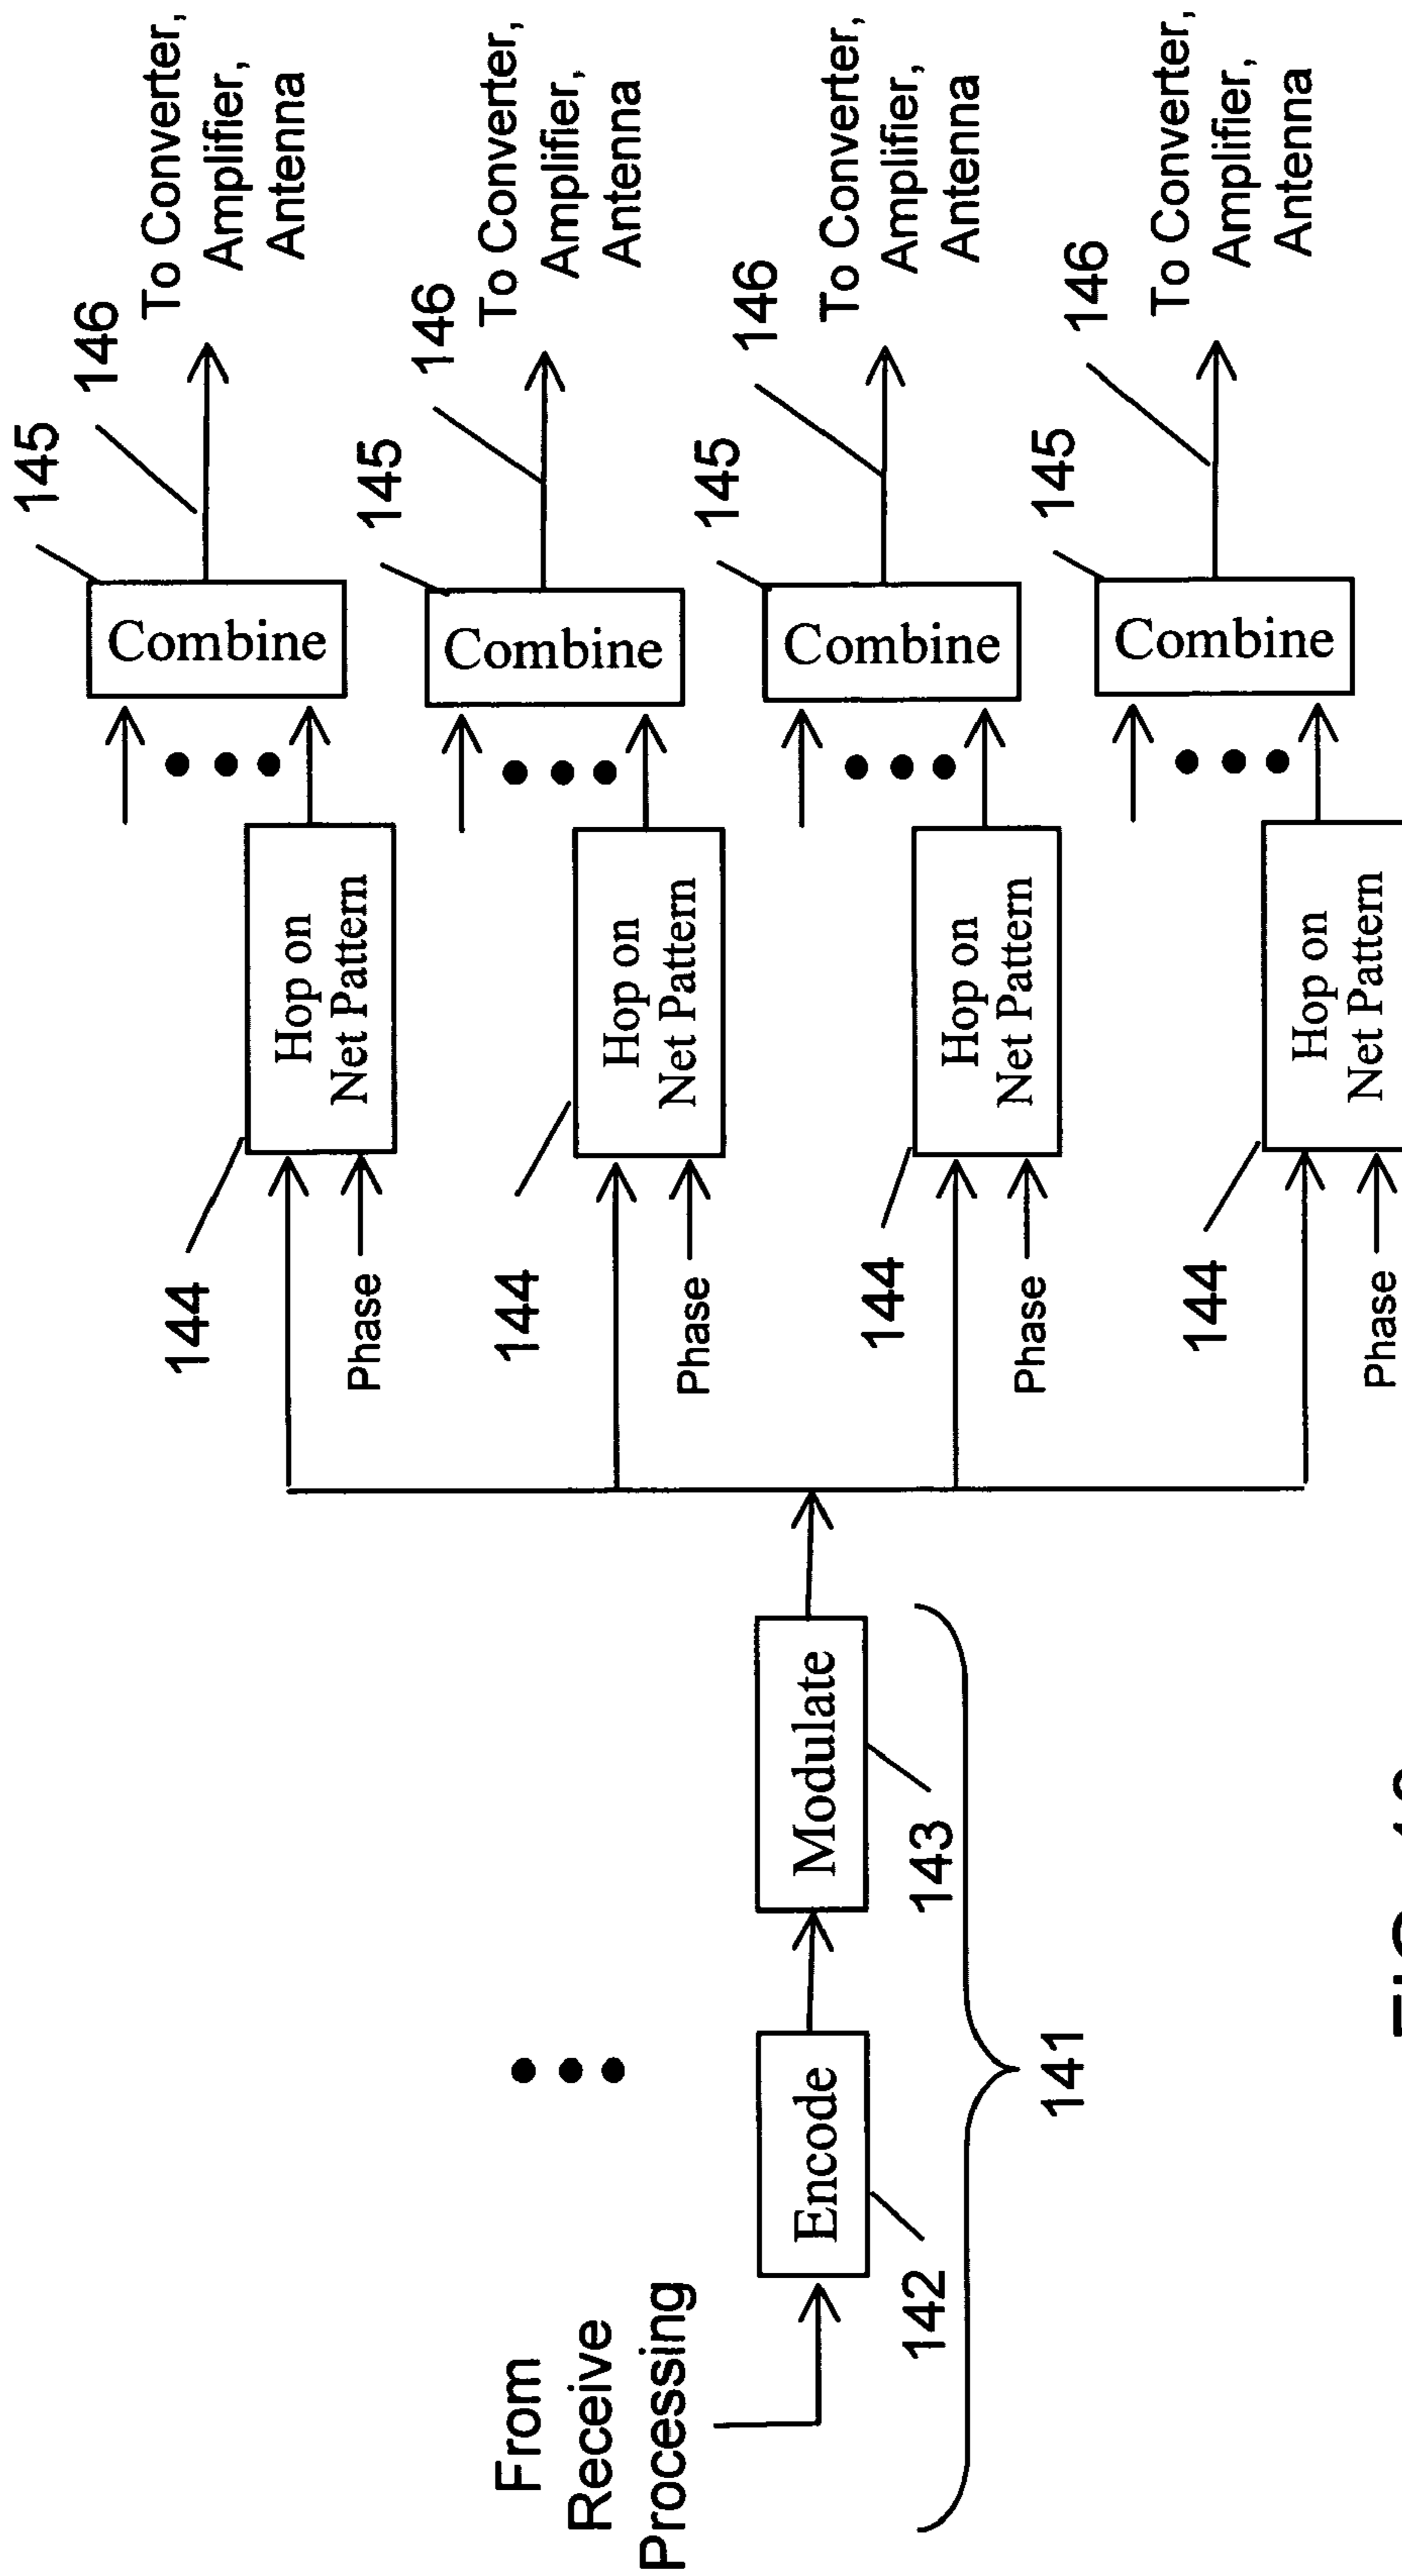 145
146
To Converter,
Amplifier,
Antenna
Combine
Hop on
Net Pattern
144
Phase
145
146
To Converter,
Amplifier,
Antenna
Combine
Hop on
Net Pattern
144
Phase
From
Receive
Processing
Encode
142
Modulate
143
141
145
146
To Converter,
Amplifier,
Antenna
Combine
Hop on
Net Pattern
144
Phase
145
146
To Converter,
Amplifier,
Antenna
Combine
Hop on
Net Pattern
144
Phase